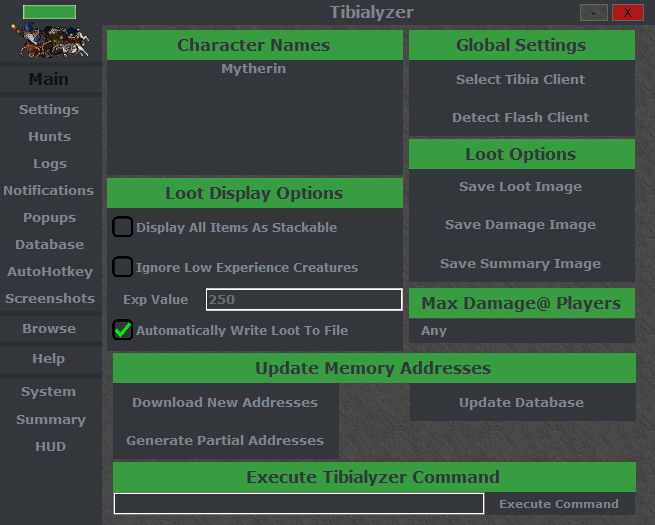 Tibialyzer
-
X
Main
Settings
Hunts
Logs
Notifications
Popups
Database
AutoHotkey
Screenshots
Browse
Help
System
Summary
HUD
Character Names
Mytherin
Global Settings
Select Tibia Client
Detect Flash Client
Loot Options
Save Loot Image
Save Damage Image
Save Summary Image
Loot Display Options
Display All Items As Stackable
Ignore Low Experience Creatures
Exp Value
250
Automatically Write Loot To File
Max Damage@ Players
Any
Update Memory Addresses
Download New Addresses
Update Database
Generate Partial Addresses
Execute Tibialyzer Command
Execute Command